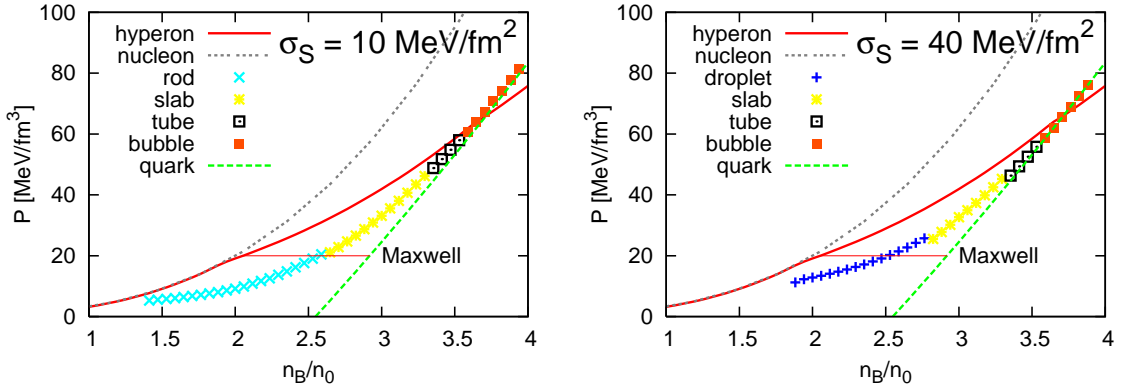 100
80
60
40
20
0
P [MeV/fm³]
hyperon
nucleon
rod
slab
tube
bubble
quark
σS = 10 MeV/fm²
Maxwell
1 1.5 2 2.5 3 3.5 4
nB/n0
100
80
60
40
20
0
P [MeV/fm³]
hyperon
nucleon
droplet
slab
tube
bubble
quark
σS = 40 MeV/fm²
Maxwell
1 1.5 2 2.5 3 3.5 4
nB/n0